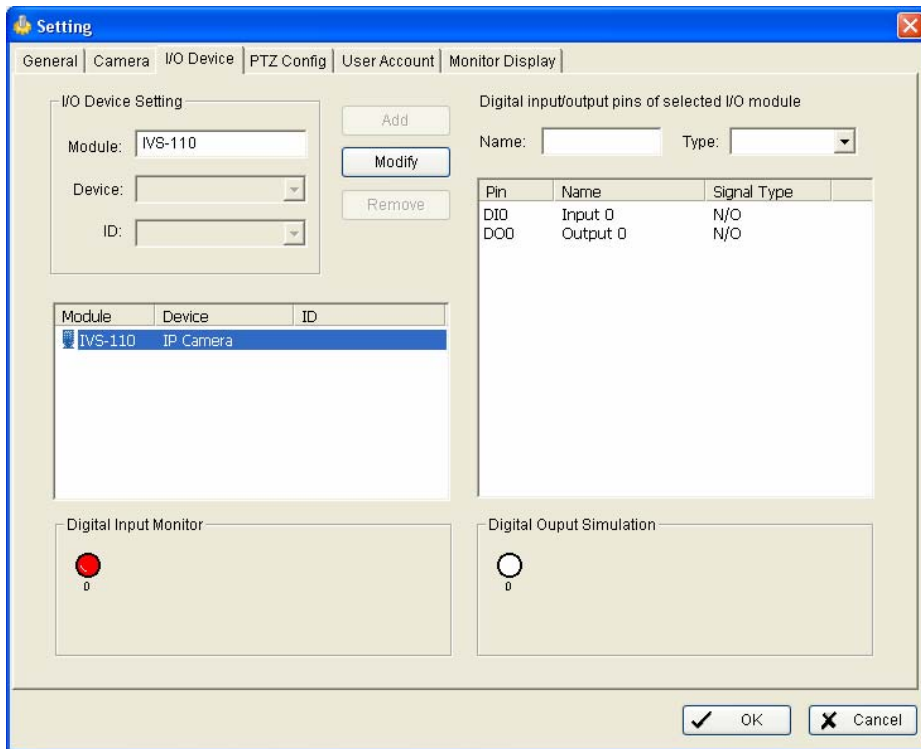 Setting
General Camera I/O Device PTZ Config User Account Monitor Display
I/O Device Setting
Module: IVS-110
Device:
ID:
Add
Modify
Remove
Module Device ID
IVS-110 IP Camera
Digital Input Monitor
0
Digital input/output pins of selected I/O module
Name: Type:
Pin Name Signal Type
DI0 Input 0 N/O
DO0 Output 0 N/O
Digital Ouput Simulation
0
OK Cancel